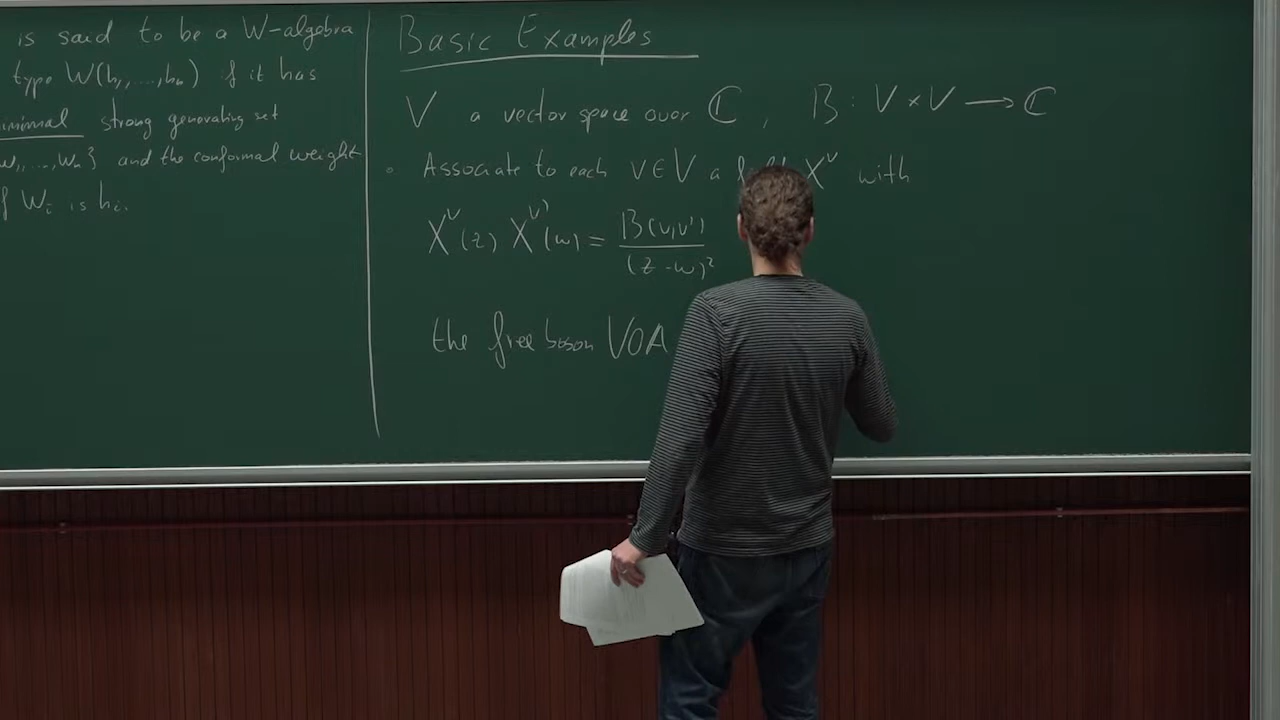 is said to be a W-algebra
type W(h₁,...,hₙ) if it has
minimal strong generating set
w₁,...,wₙ} and the conformal weight
f Wᵢ is hᵢ.
Basic Examples
V a vector space over ℂ, B : V × V ⟶ ℂ
• Associate to each v ∈ V a Xᵛ with
Xᵛ(z) Xᵛ'(w) = B(v,v') / (z-w)²
the free boson VOA